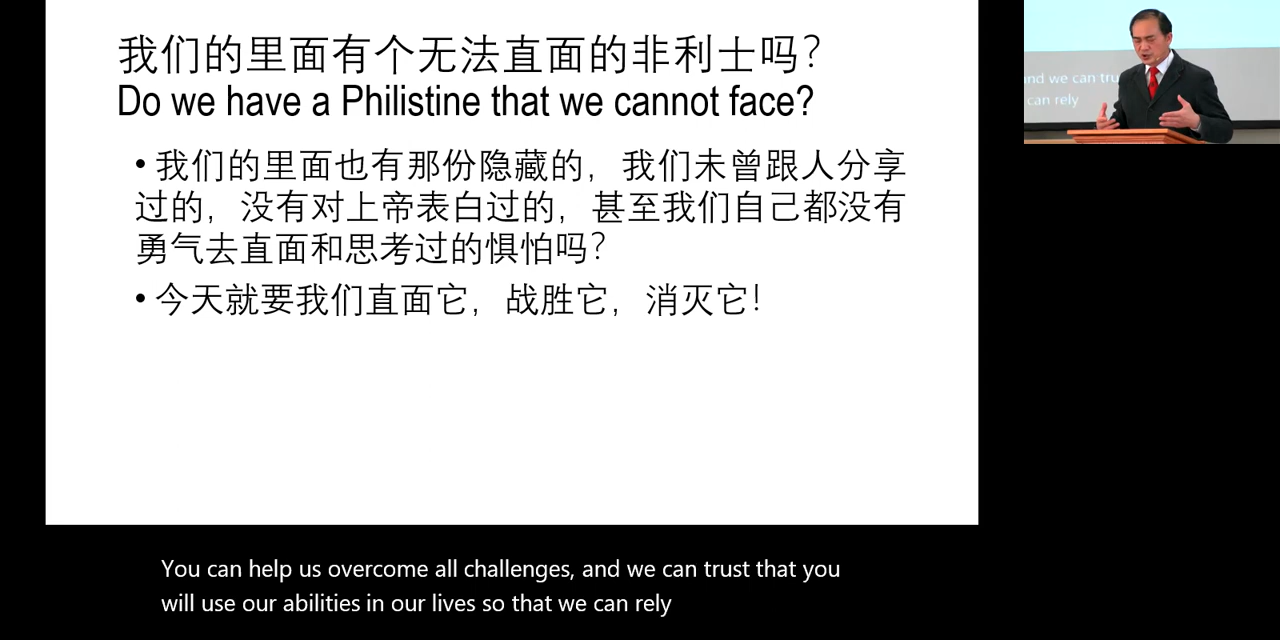 我们的里面有个无法直面的非利士吗？
Do we have a Philistine that we cannot face?
• 我们的里面也有那份隐藏的，我们未曾跟人分享
过的，没有对上帝表白过的，甚至我们自己都没有
勇气去直面和思考过的惧怕吗？
• 今天就要我们直面它，战胜它，消灭它！
and we can tru
can rely
You can help us overcome all challenges, and we can trust that you
will use our abilities in our lives so that we can rely